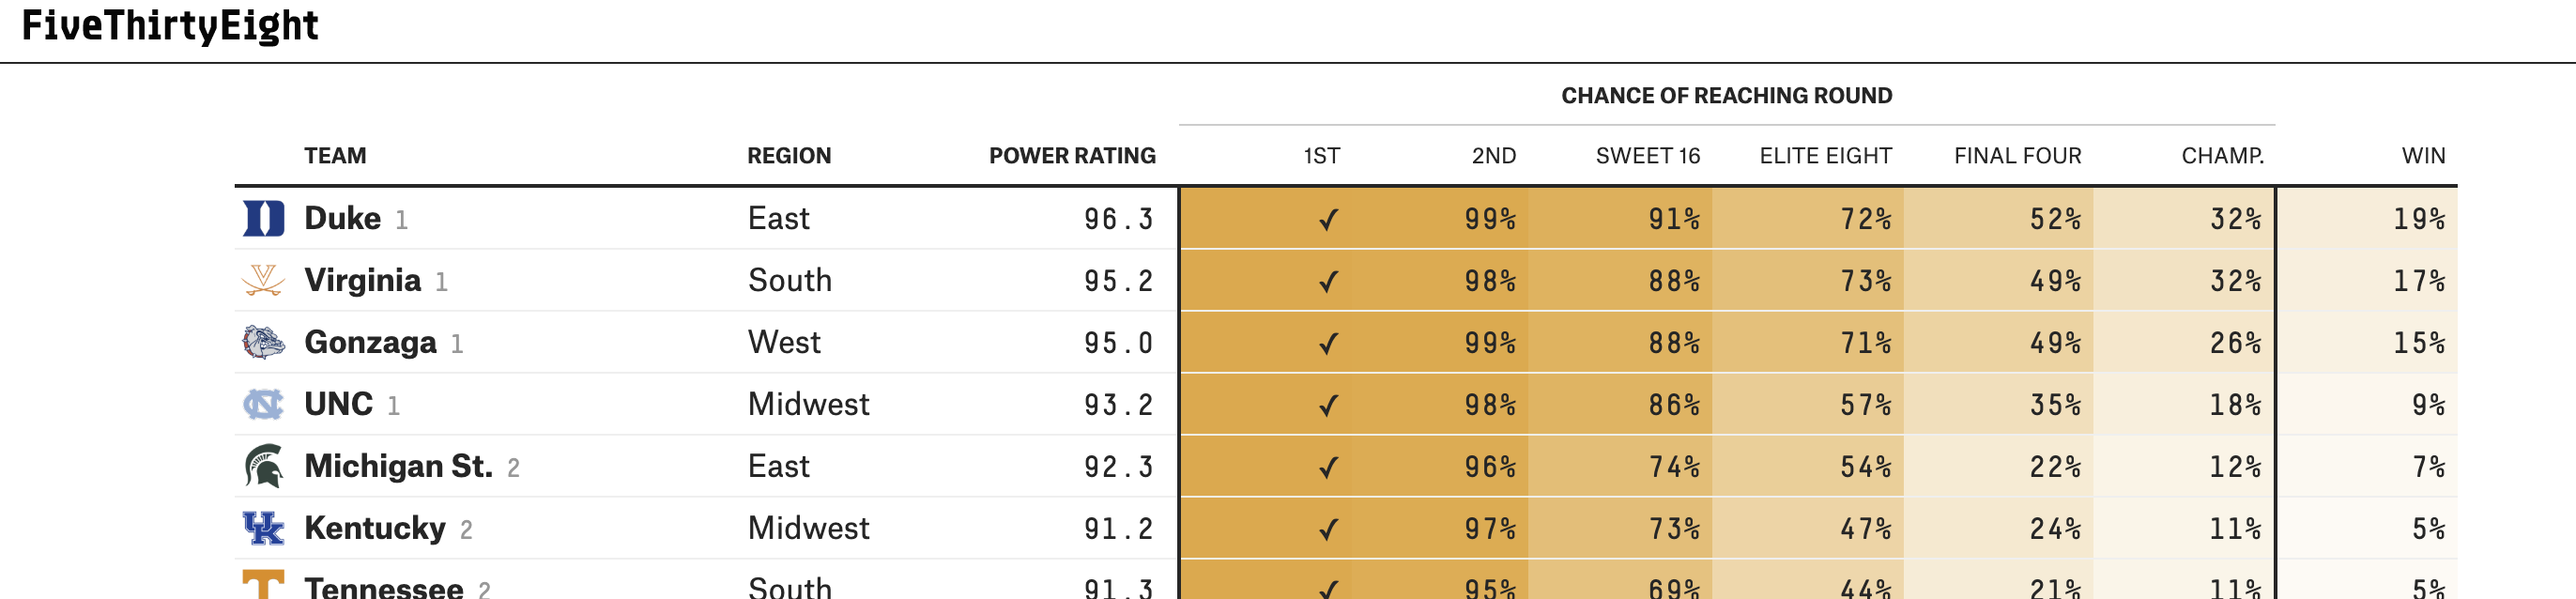 FiveThirtyEight
CHANCE OF REACHING ROUND
TEAM REGION POWER RATING 1ST 2ND SWEET 16 ELITE EIGHT FINAL FOUR CHAMP. WIN
Duke 1 East 96.3 ✓ 99% 91% 72% 52% 32% 19%
Virginia 1 South 95.2 ✓ 98% 88% 73% 49% 32% 17%
Gonzaga 1 West 95.0 ✓ 99% 88% 71% 49% 26% 15%
UNC 1 Midwest 93.2 ✓ 98% 86% 57% 35% 18% 9%
Michigan St. 2 East 92.3 ✓ 96% 74% 54% 22% 12% 7%
Kentucky 2 Midwest 91.2 ✓ 97% 73% 47% 24% 11% 5%
Tennessee 2 South 91.3 ✓ 95% 69% 44% 21% 11% 5%